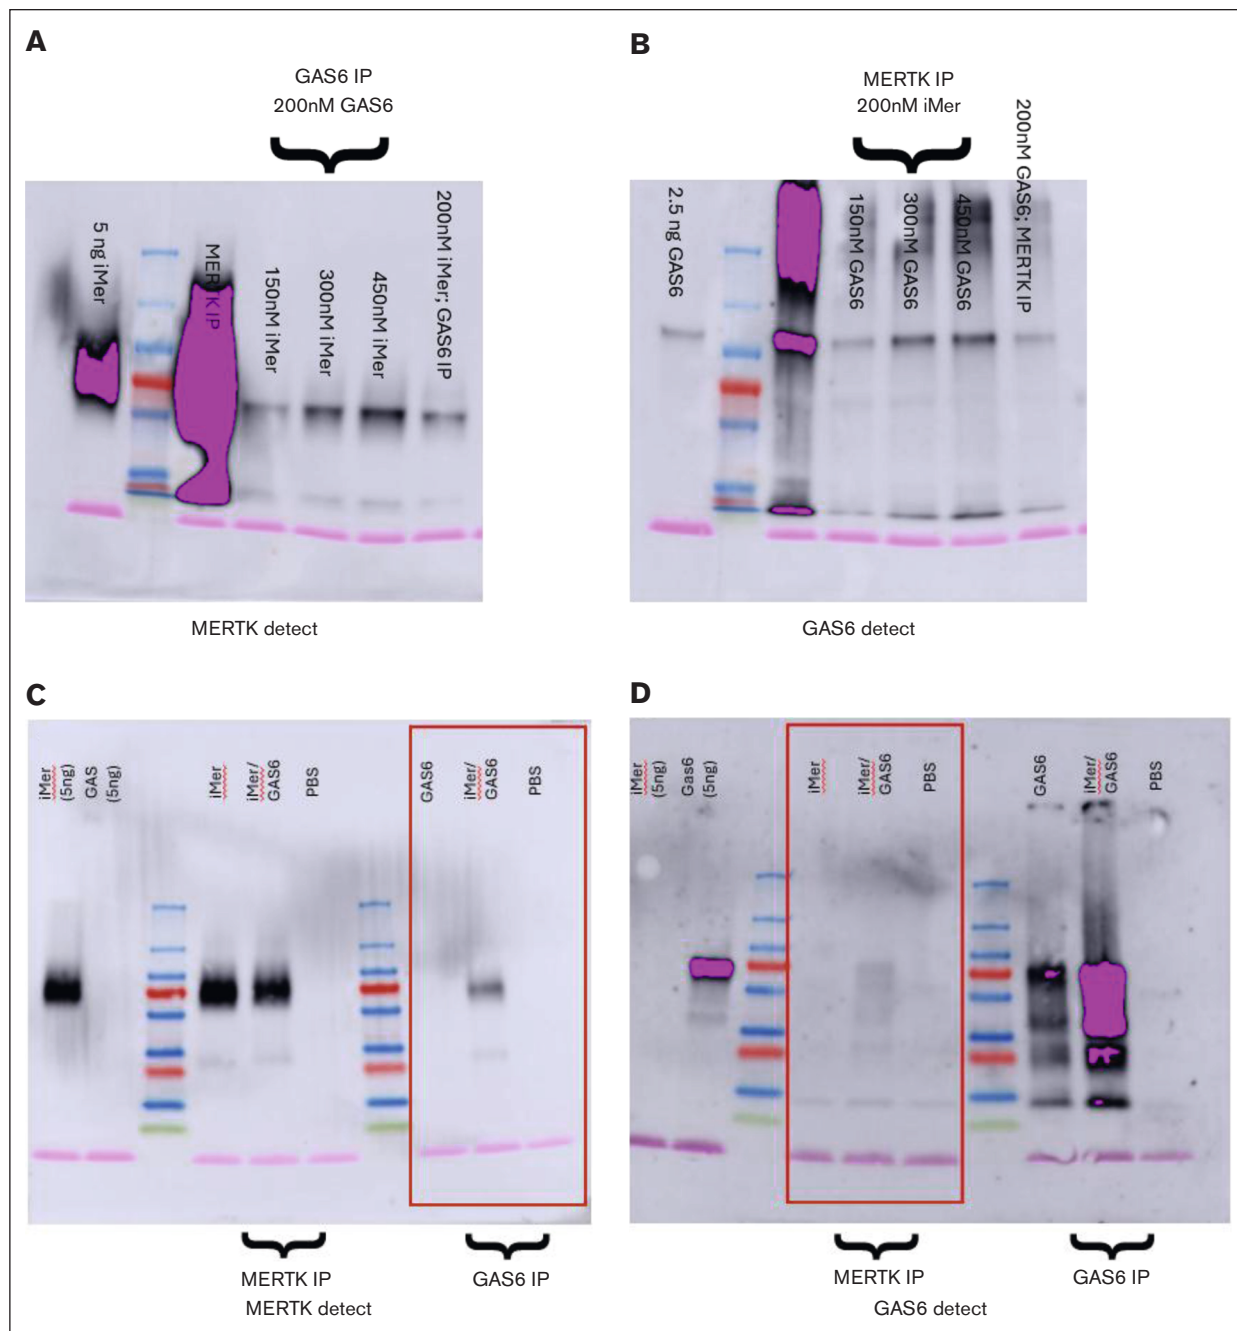 A
GAS6 IP
200nM GAS6
5 ng iMer
MERTK IP
150nM iMer
300nM iMer
450nM iMer
200nM iMer; GAS6 IP
MERTK detect
B
MERTK IP
200nM iMer
2.5 ng GAS6
150nM GAS6
300nM GAS6
450nM GAS6
200nM GAS6; MERTK IP
GAS6 detect
C
iMer
(5ng)
GAS
(5ng)
iMer
iMer/
GAS6
PBS
GAS6
iMer/
GAS6
PBS
MERTK IP
GAS6 IP
MERTK detect
D
iMer
(5ng)
Gas6
(5ng)
iMer
iMer/
GAS6
PBS
GAS6
iMer/
GAS6
PBS
MERTK IP
GAS6 IP
GAS6 detect